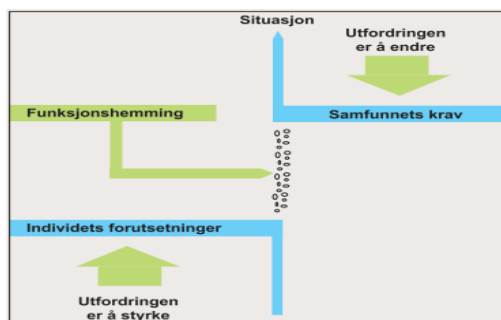 Situasjon
Utfordringen
er å endre
Funksjonshemming
Samfunnets krav
Individets forutsetninger
Utfordringen
er å styrke